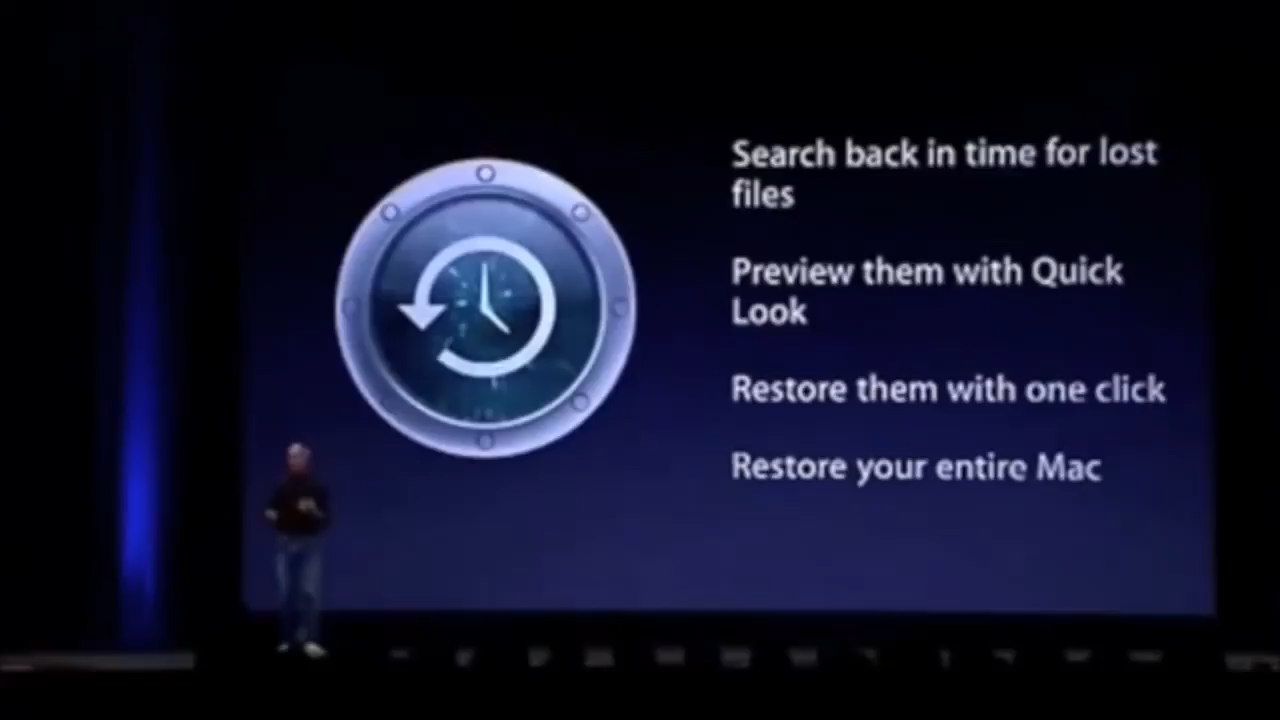 Search back in time for lost
files
Preview them with Quick
Look
Restore them with one click
Restore your entire Mac